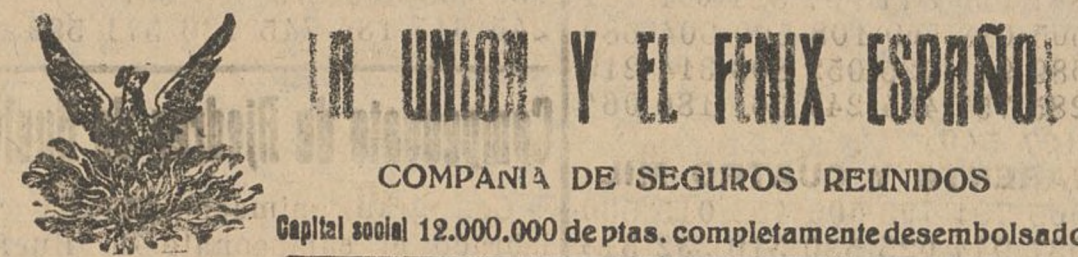 LA UNION Y EL FENIX ESPAÑOL
COMPAÑIA DE SEGUROS REUNIDOS
Capital social 12.000.000 de ptas. completamente desembolsado